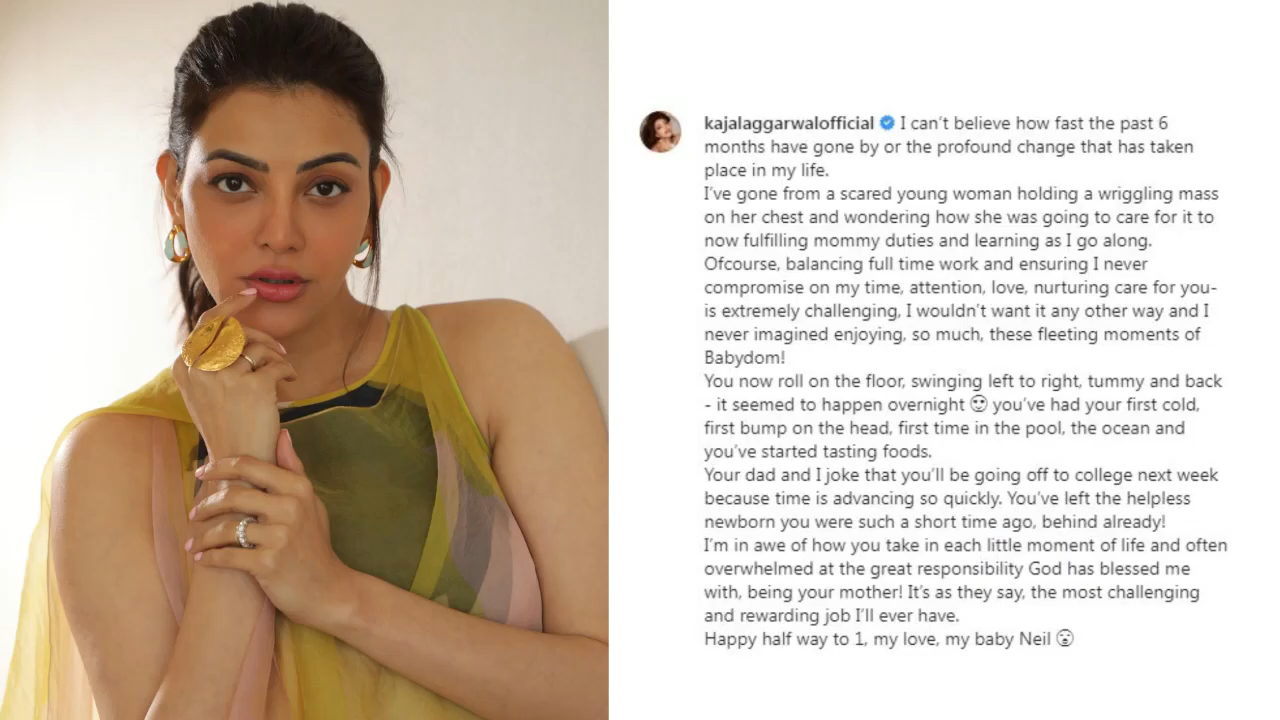 kajalaggarwalofficial I can't believe how fast the past 6
months have gone by or the profound change that has taken
place in my life.
I've gone from a scared young woman holding a wriggling mass
on her chest and wondering how she was going to care for it to
now fulfilling mommy duties and learning as I go along.
Ofcourse, balancing full time work and ensuring I never
compromise on my time, attention, love, nurturing care for you-
is extremely challenging, I wouldn't want it any other way and I
never imagined enjoying, so much, these fleeting moments of
Babydom!
You now roll on the floor, swinging left to right, tummy and back
- it seemed to happen overnight you've had your first cold,
first bump on the head, first time in the pool, the ocean and
you've started tasting foods.
Your dad and I joke that you'll be going off to college next week
because time is advancing so quickly. You've left the helpless
newborn you were such a short time ago, behind already!
I'm in awe of how you take in each little moment of life and often
overwhelmed at the great responsibility God has blessed me
with, being your mother! It's as they say, the most challenging
and rewarding job I'll ever have.
Happy half way to 1, my love, my baby Neil